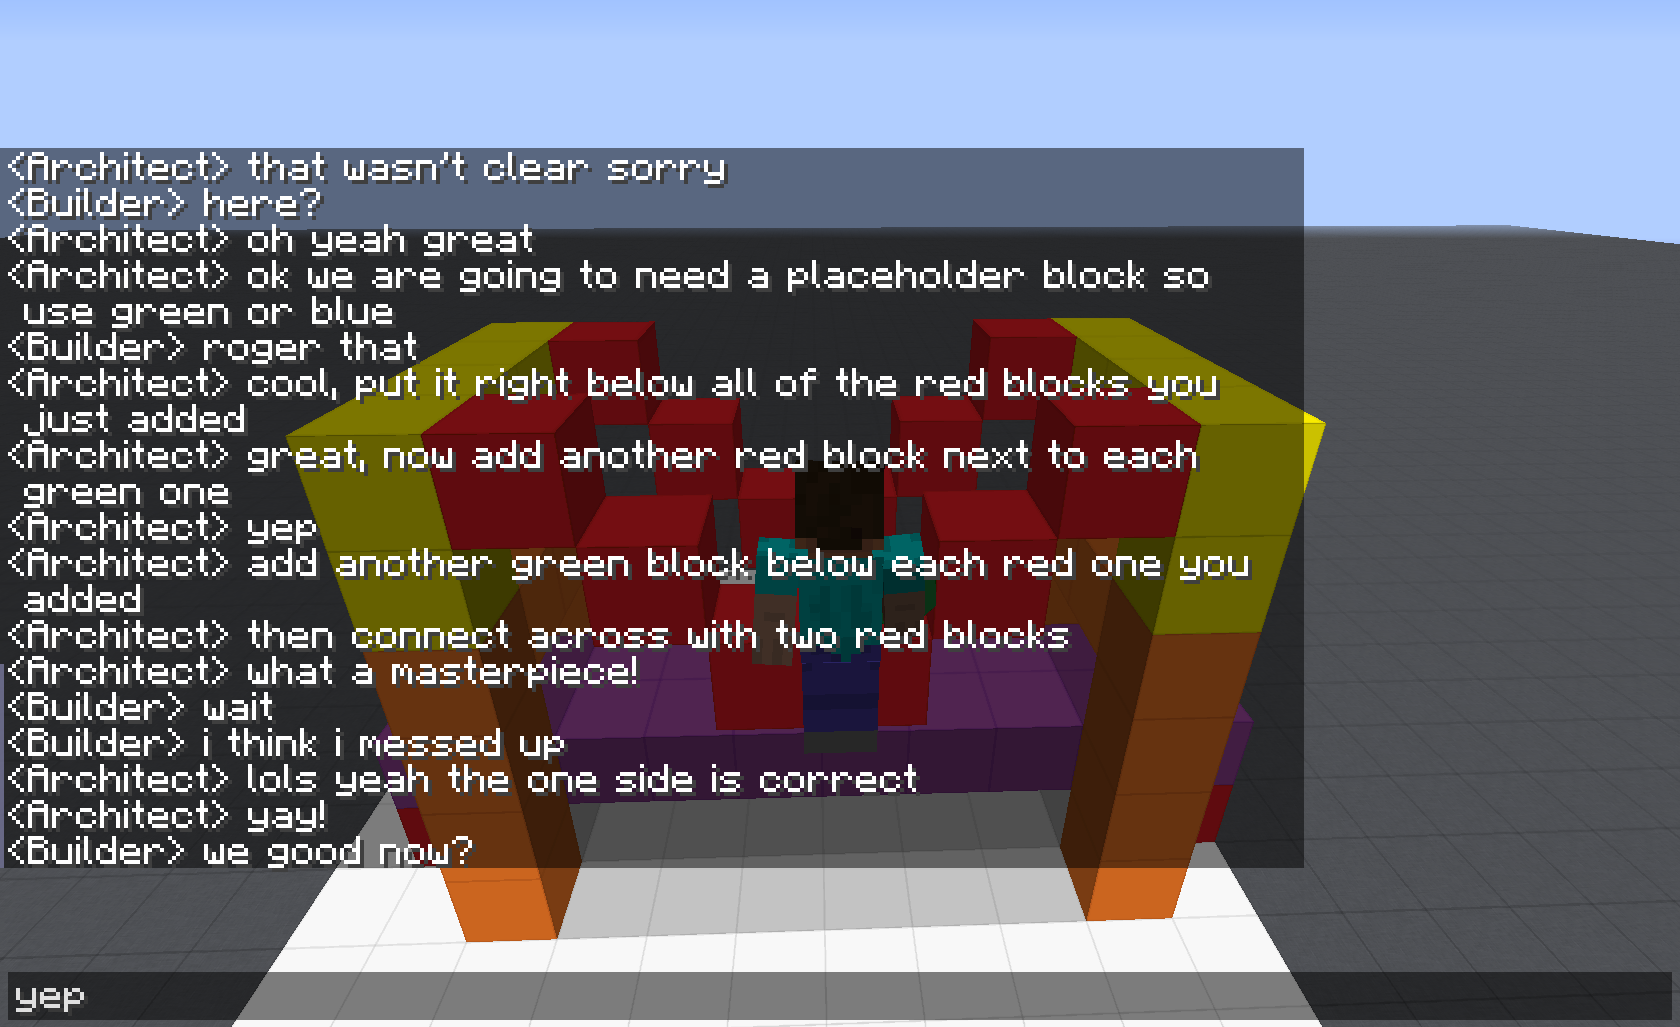 <Architect> that wasn't clear sorry
<Builder> here?
<Architect> oh yeah great
<Architect> ok we are going to need a placeholder block so
use green or blue
<Builder> roger that
<Architect> cool, put it right below all of the red blocks you
just added
<Architect> great, now add another red block next to each
green one
<Architect> yep
<Architect> add another green block below each red one you
added
<Architect> then connect across with two red blocks
<Architect> what a masterpiece!
<Builder> wait
<Builder> i think i messed up
<Architect> lols yeah the one side is correct
<Architect> yay!
<Builder> we good now?
yep